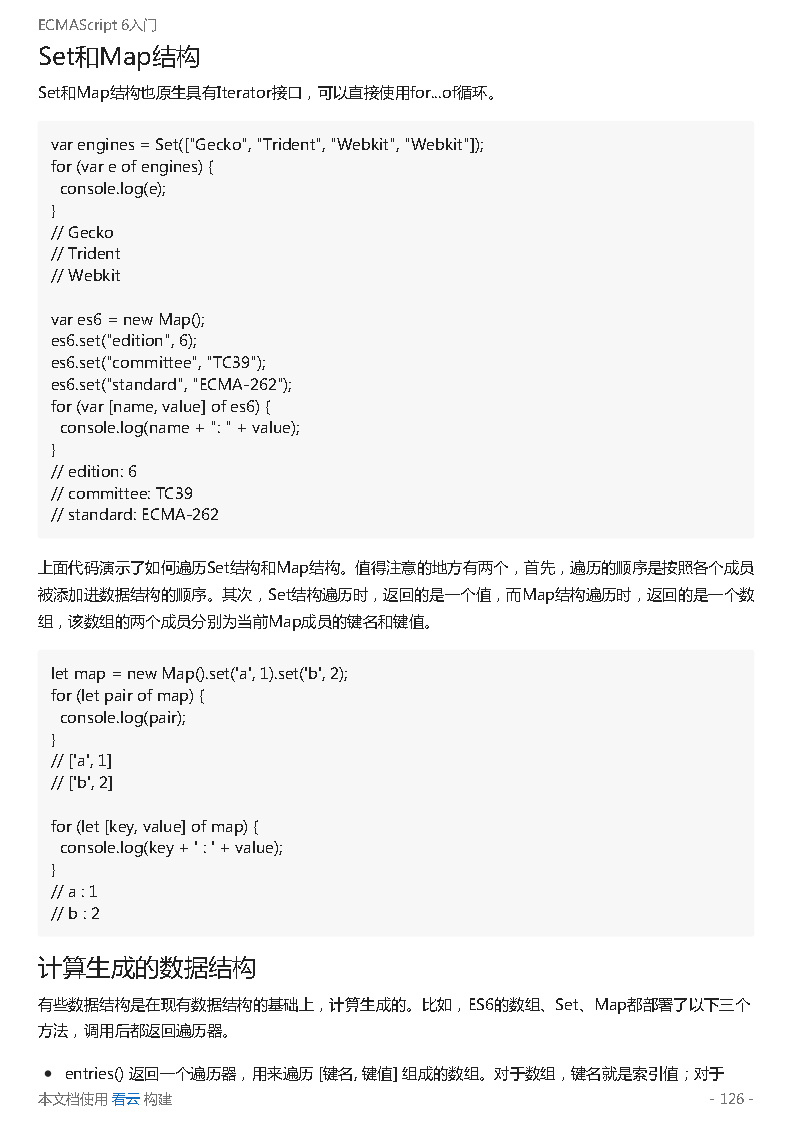 ECMAScript 6入门
Set和Map结构
Set和Map结构也原生具有Iterator接口，可以直接使用for...of循环。
var engines = Set(["Gecko", "Trident", "Webkit", "Webkit"]);
for (var e of engines) {
  console.log(e);
}
// Gecko
// Trident
// Webkit
var es6 = new Map();
es6.set("edition", 6);
es6.set("committee", "TC39");
es6.set("standard", "ECMA-262");
for (var [name, value] of es6) {
  console.log(name + ": " + value);
}
// edition: 6
// committee: TC39
// standard: ECMA-262
上面代码演示了如何遍历Set结构和Map结构。值得注意的地方有两个，首先，遍历的顺序是按照各个成员
被添加进数据结构的顺序。其次，Set结构遍历时，返回的是一个值，而Map结构遍历时，返回的是一个数
组，该数组的两个成员分别为当前Map成员的键名和键值。
let map = new Map().set('a', 1).set('b', 2);
for (let pair of map) {
  console.log(pair);
}
// ['a', 1]
// ['b', 2]
for (let [key, value] of map) {
  console.log(key + ' : ' + value);
}
// a : 1
// b : 2
计算生成的数据结构
有些数据结构是在现有数据结构的基础上，计算生成的。比如，ES6的数组、Set、Map都部署了以下三个
方法，调用后都返回遍历器。
• entries() 返回一个遍历器，用来遍历 [键名, 键值] 组成的数组。对于数组，键名就是索引值；对于
本文档使用 看云 构建 - 126 -